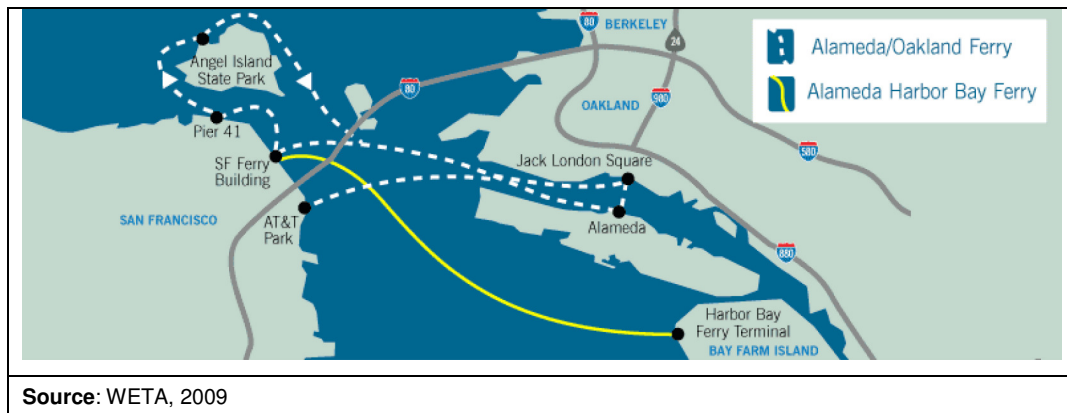 BERKELEY
80
24
Alameda/Oakland Ferry
Angel Island
State Park
80
Alameda Harbor Bay Ferry
OAKLAND
980
Pier 41
580
SF Ferry
Building
Jack London Square
SAN FRANCISCO
AT&T
Park
Alameda
880
Harbor Bay
Ferry Terminal
BAY FARM ISLAND
Source: WETA, 2009